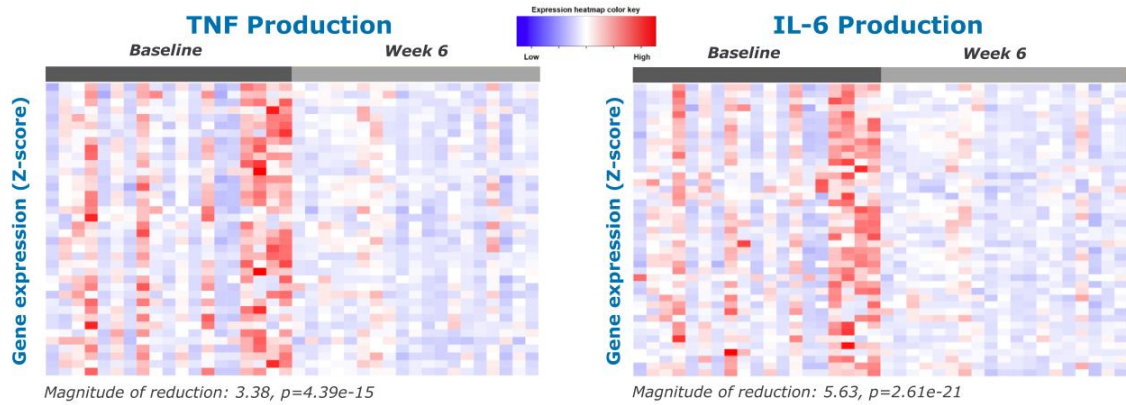 TNF Production
Expression heatmap color key
Low High
IL-6 Production
Baseline Week 6
Baseline Week 6
Gene expression (Z-score)
Gene expression (Z-score)
Magnitude of reduction: 3.38, p=4.39e-15
Magnitude of reduction: 5.63, p=2.61e-21